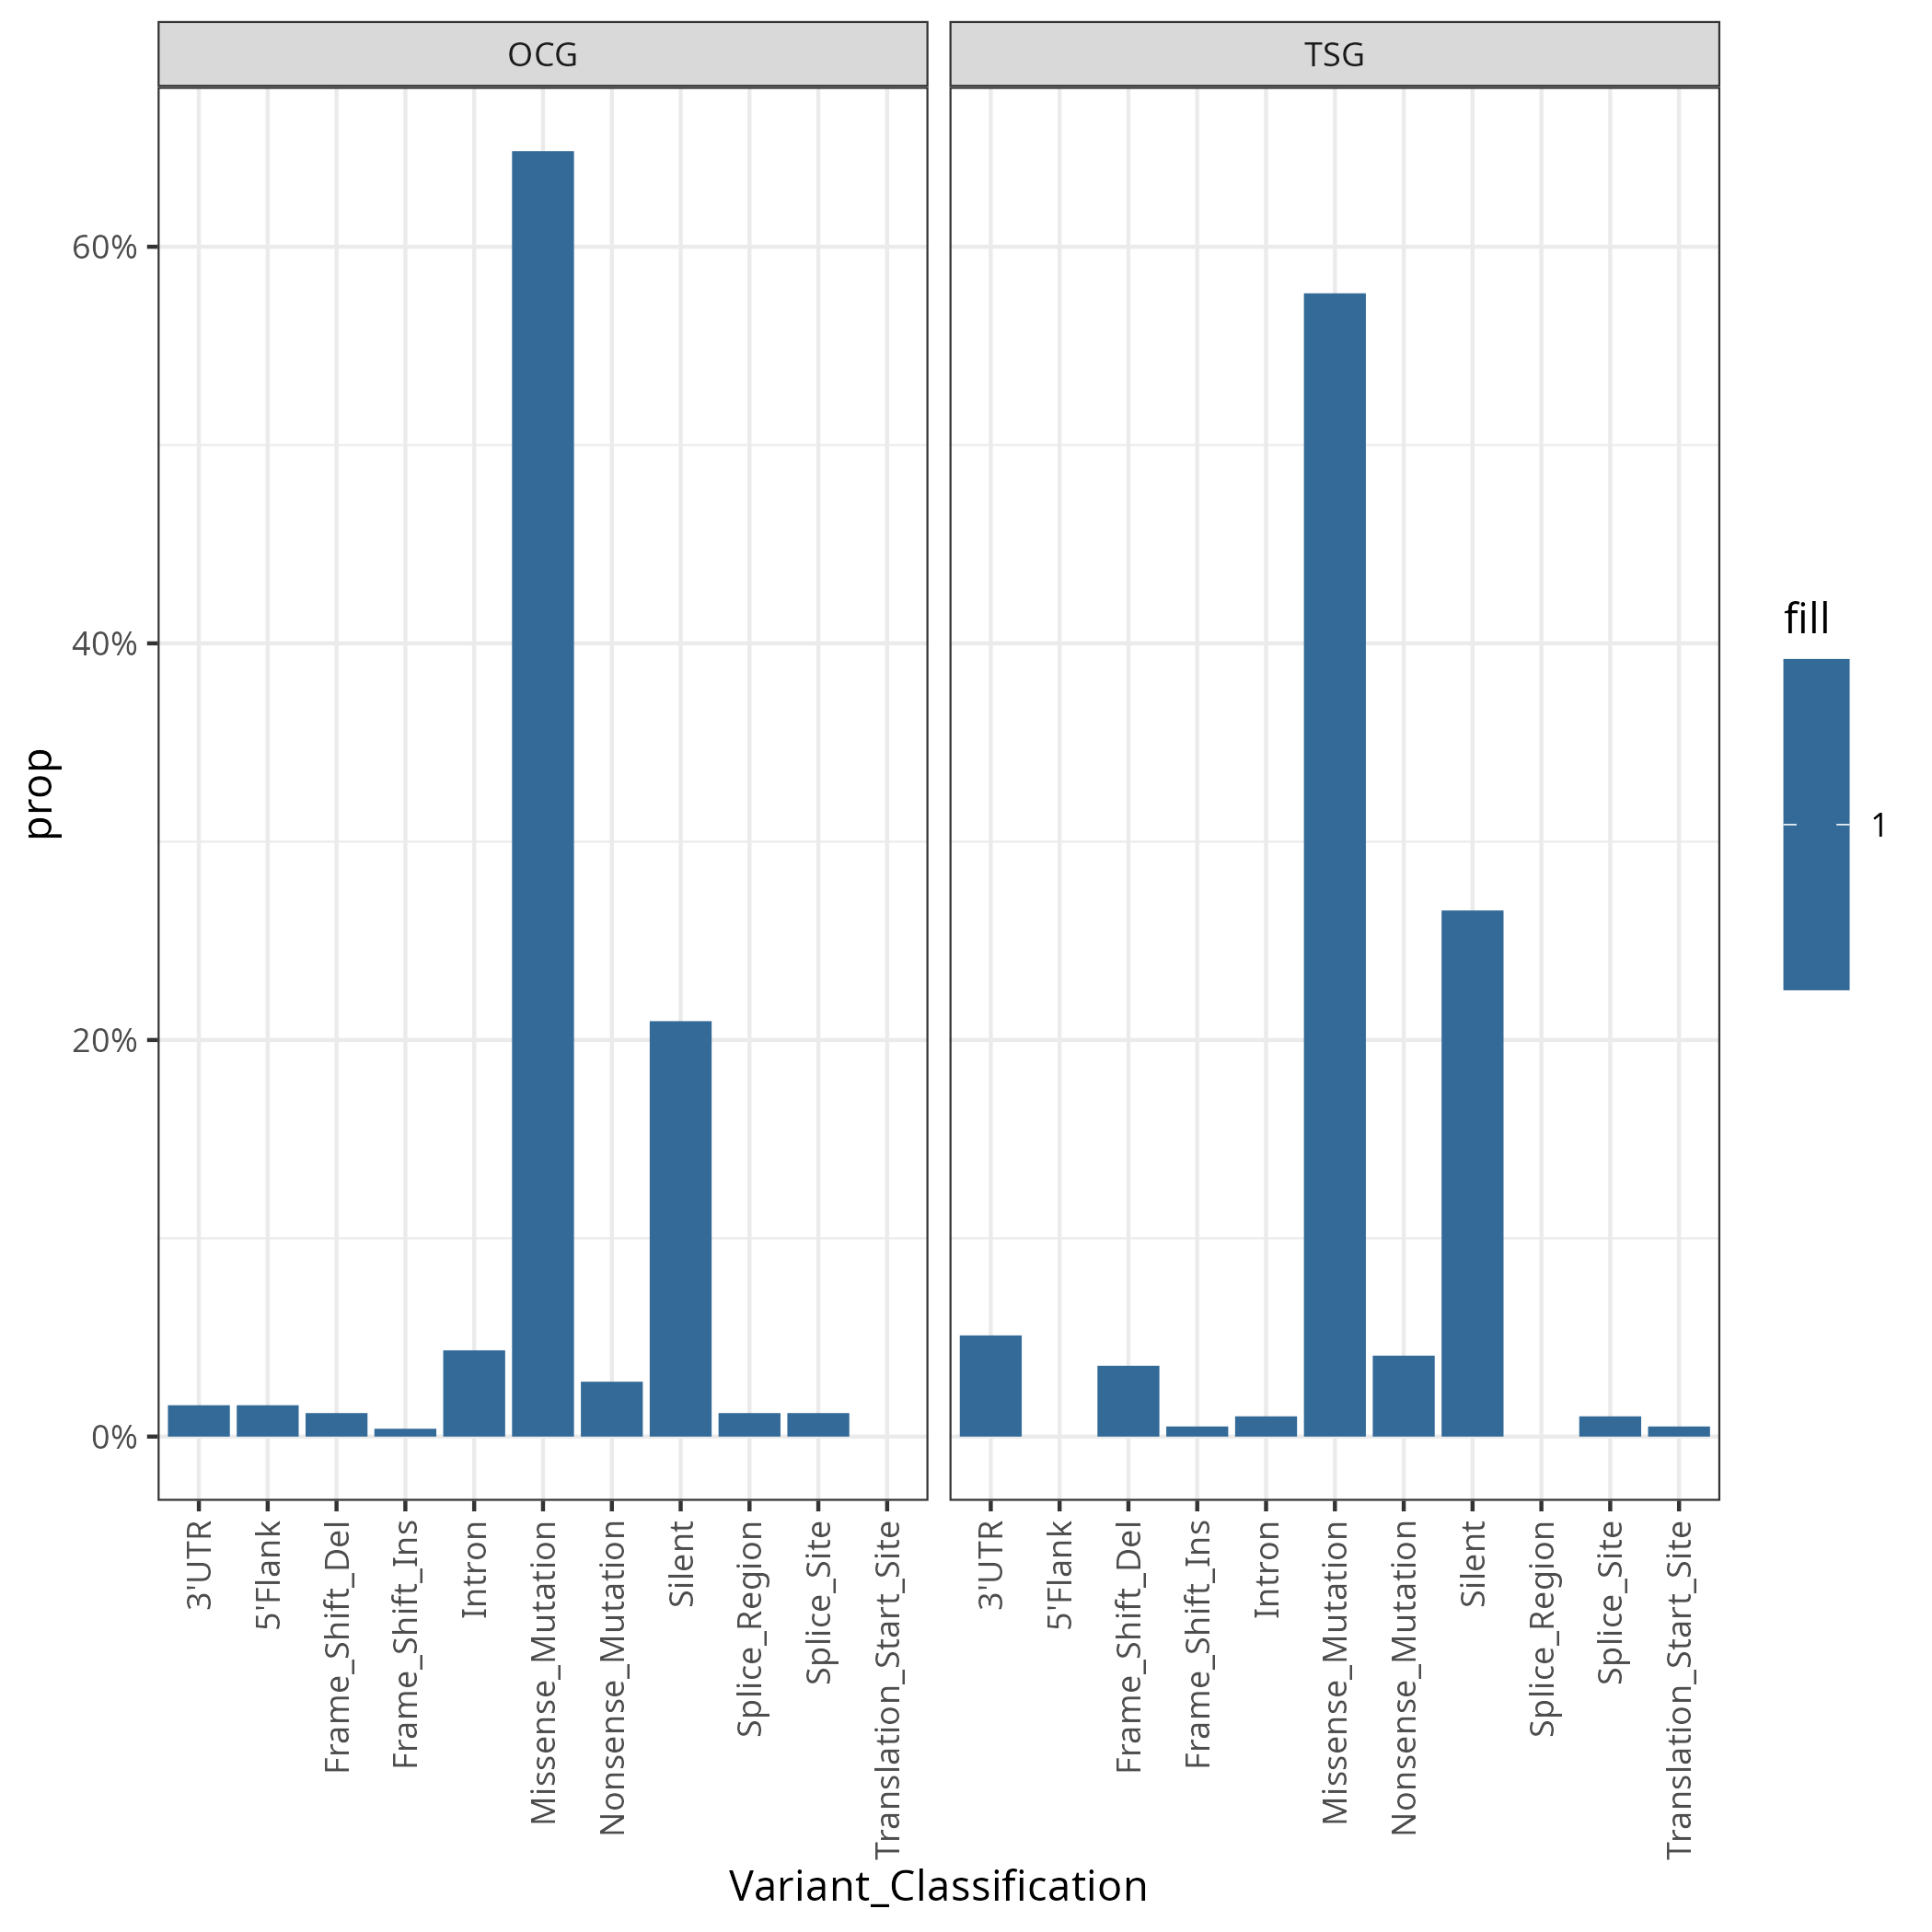 OCG
TSG
60%
40%
20%
0%
prop
3'UTR
5'Flank
Frame_Shift_Del
Frame_Shift_Ins
Intron
Missense_Mutation
Nonsense_Mutation
Silent
Splice_Region
Splice_Site
Translation_Start_Site
3'UTR
5'Flank
Frame_Shift_Del
Frame_Shift_Ins
Intron
Missense_Mutation
Nonsense_Mutation
Silent
Splice_Region
Splice_Site
Translation_Start_Site
Variant_Classification
fill
1